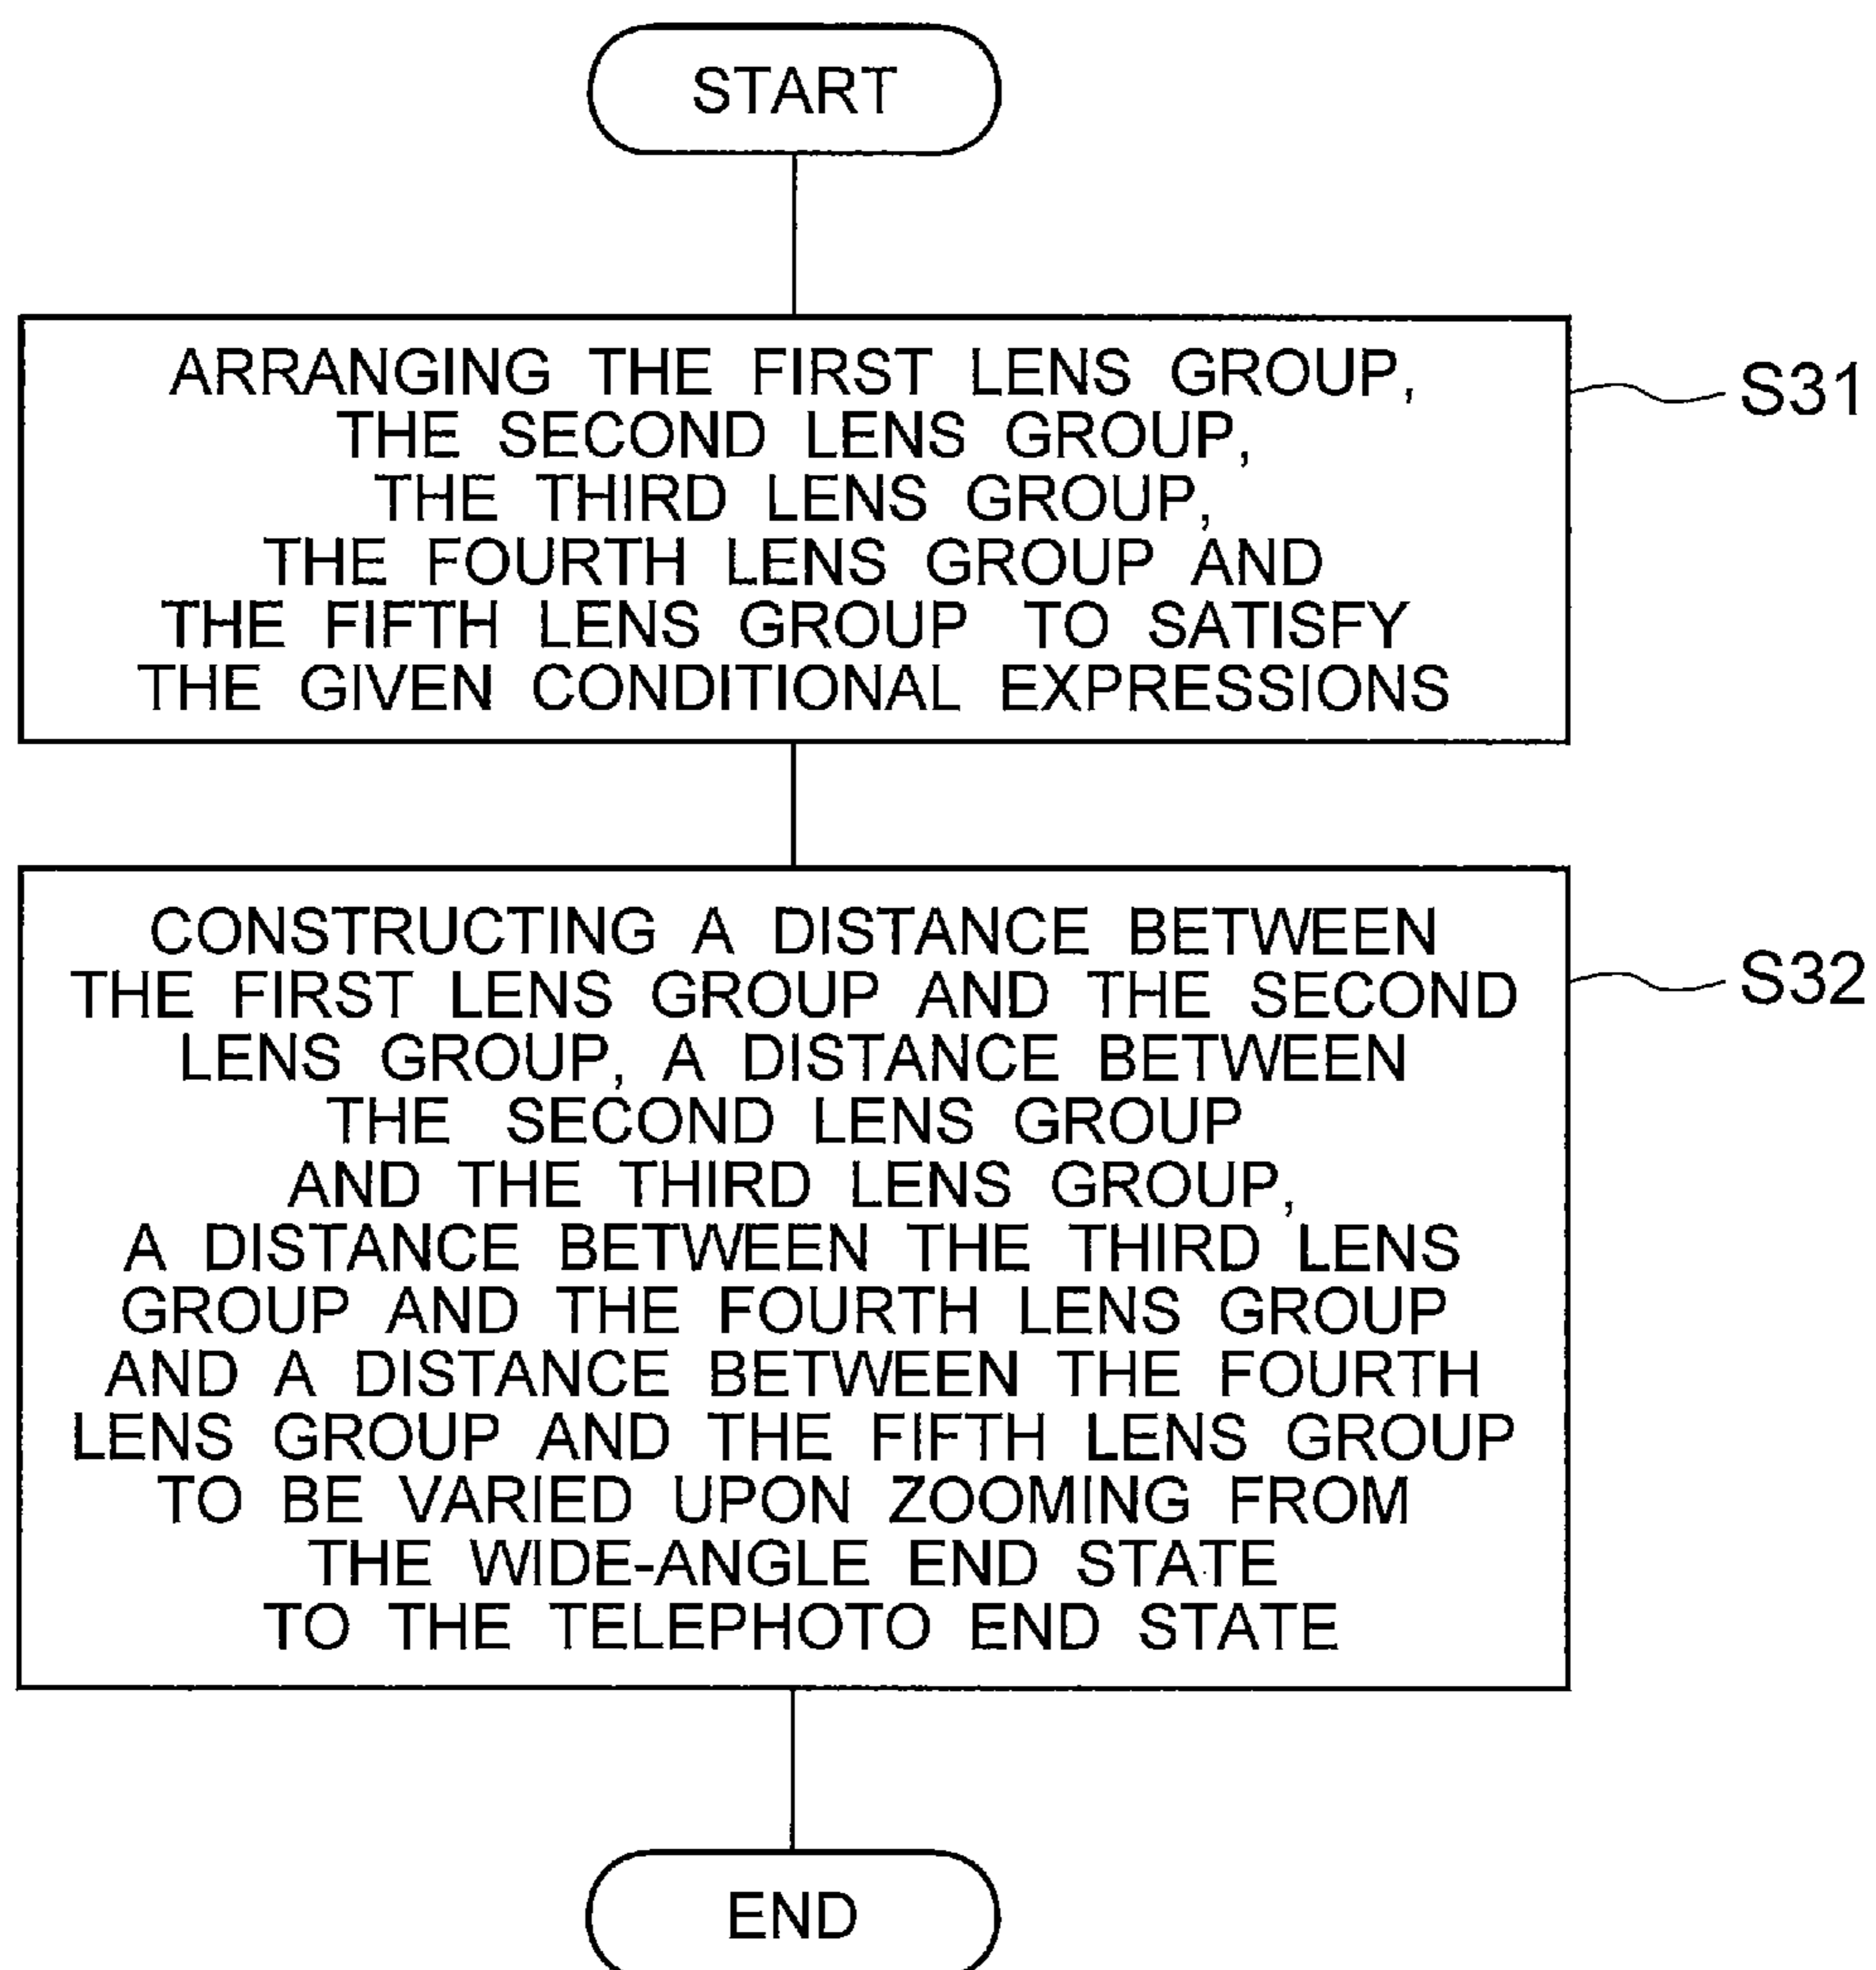 START
ARRANGING THE FIRST LENS GROUP,
THE SECOND LENS GROUP,
THE THIRD LENS GROUP,
THE FOURTH LENS GROUP AND
THE FIFTH LENS GROUP TO SATISFY
THE GIVEN CONDITIONAL EXPRESSIONS
S31
CONSTRUCTING A DISTANCE BETWEEN
THE FIRST LENS GROUP AND THE SECOND
LENS GROUP, A DISTANCE BETWEEN
THE SECOND LENS GROUP
AND THE THIRD LENS GROUP,
A DISTANCE BETWEEN THE THIRD LENS
GROUP AND THE FOURTH LENS GROUP
AND A DISTANCE BETWEEN THE FOURTH
LENS GROUP AND THE FIFTH LENS GROUP
TO BE VARIED UPON ZOOMING FROM
THE WIDE-ANGLE END STATE
TO THE TELEPHOTO END STATE
S32
END